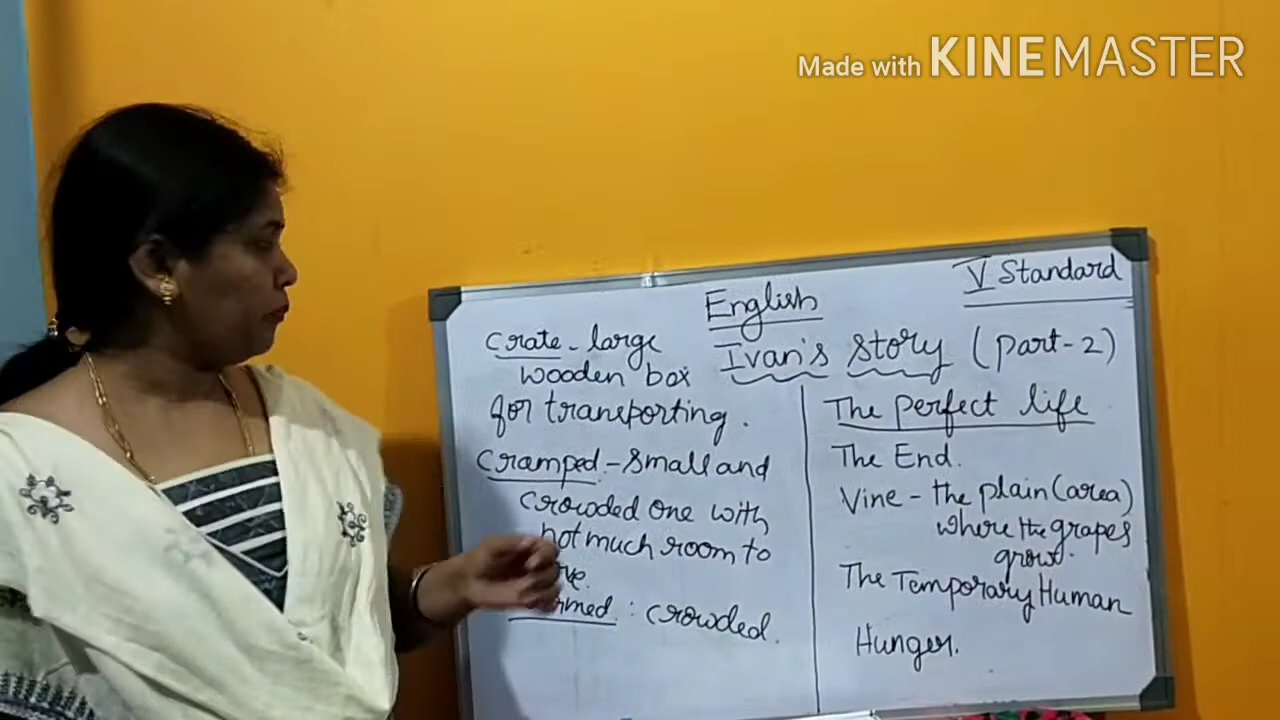 Made with KINEMASTER
V Standard
English
Ivan's story (part-2)
crate - large
wooden box
for transporting.
cramped - small and
crowded one with
not much room to
: crowded.
The perfect life
The End.
Vine - the plain (area)
where the grapes
grow.
The Temporary Human
Hunger.